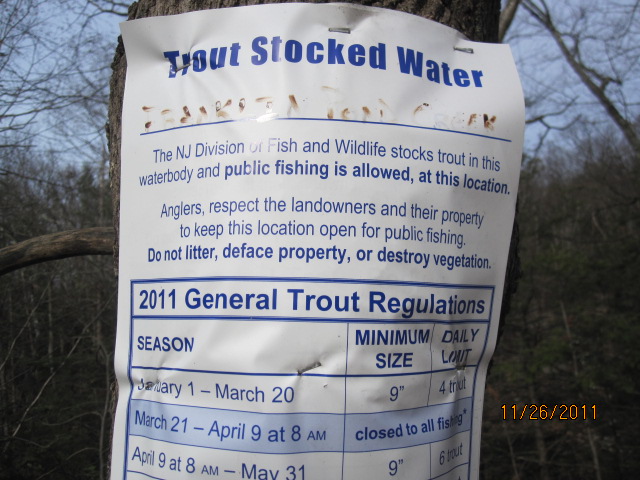 Trout Stocked Water
Pond Creek
The NJ Division of Fish and Wildlife stocks trout in this
waterbody and public fishing is allowed, at this location.
Anglers, respect the landowners and their property
to keep this location open for public fishing.
Do not litter, deface property, or destroy vegetation.
2011 General Trout Regulations
SEASON MINIMUM SIZE DAILY LIMIT
January 1 – March 20 9" 4 trout
March 21 – April 9 at 8 AM closed to all fishing*
April 9 at 8 AM – May 31 9" 6 trout
11/26/2011